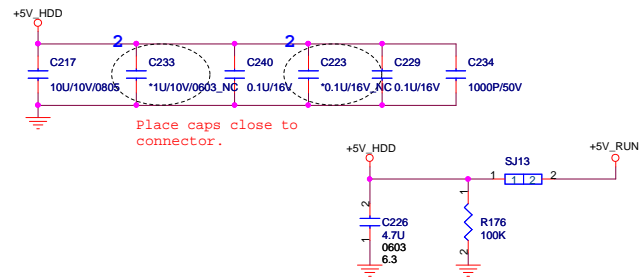 +5V_HDD
2 2
C217 C233 C240 C223 C229 C234
10U/10V/0805 *1U/10V/0603_NC 0.1U/16V *0.1U/16V_NC 0.1U/16V 1000P/50V
Place caps close to
connector.
+5V_HDD +5V_RUN
SJ13
1 1 2 2
2 C226 1 1 R176 2
4.7U 100K
0603
6.3